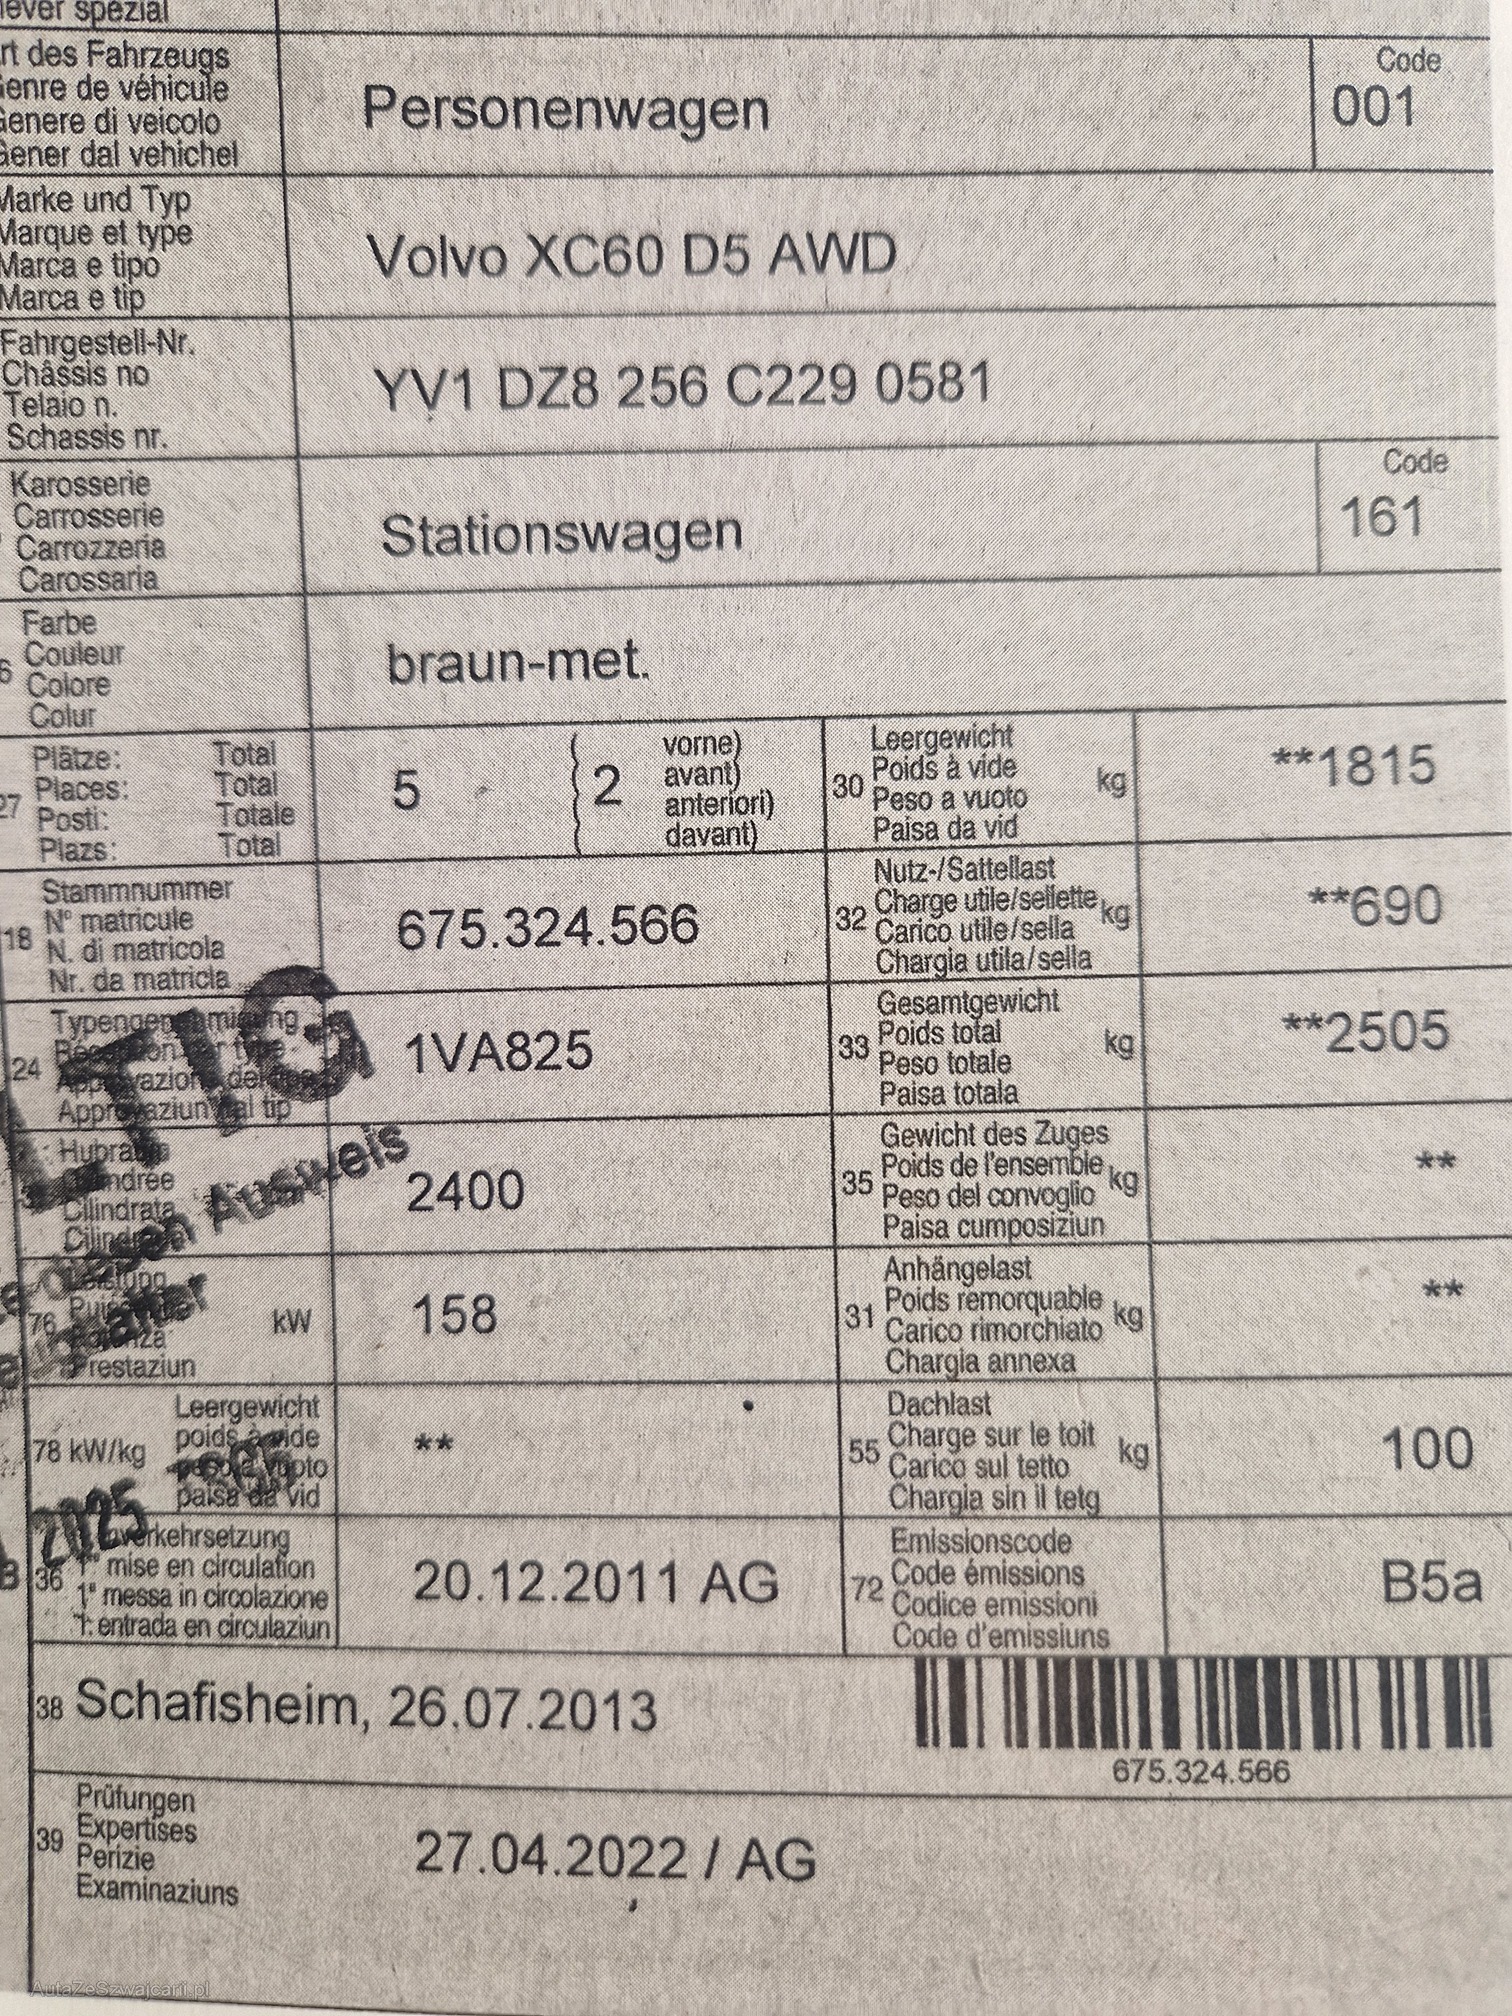 spezial
des Fahrzeugs
de véhicule
di veicolo
dal vehichel
Personenwagen
Code
001
Marke und Typ
Marque et type
Marca e tipo
Marca e tip
Volvo XC60 D5 AWD
Fahrgestell-Nr.
Châssis no
Telaio n.
Schassis nr.
YV1 DZ8 256 C229 0581
Karosserie
Carrosserie
Carrozzeria
Carossaria
Stationswagen
Code
161
Farbe
Couleur
Colore
Colur
braun-met.
27 Plätze: Total
Places: Total
Posti: Totale
Plazs: Total
5
2
vorne)
avant)
anteriori)
davant)
30 Leergewicht
Poids à vide
Peso a vuoto
Paisa da vid
kg
**1815
18 Stammnummer
N° matricule
N. di matricola
Nr. da matricla
675.324.566
32 Nutz-/Sattellast
Charge utile/sellette
Carico utile/sella
Chargia utila/sella
kg
**690
24
1VA825
33 Gesamtgewicht
Poids total
Peso totale
Paisa totala
kg
**2505
Ausweis
Cilindrata
2400
35 Gewicht des Zuges
Poids de l'ensemble
Peso del convoglio
Paisa cumposiziun
kg
**
76
Prestaziun
kW
158
31 Anhängelast
Poids remorquable
Carico rimorchiato
Chargia annexa
kg
**
78 kW/kg
Leergewicht
poids à vide
paisa da vid
**
55 Dachlast
Charge sur le toit
Carico sul tetto
Chargia sin il tetg
kg
100
2025
36
mise en circulation
messa in circolazione
entrada en circulaziun
20.12.2011 AG
72 Emissionscode
Code émissions
Codice emissioni
Code d'emissiuns
B5a
38 Schafisheim, 26.07.2013
675.324.566
39 Prüfungen
Expertises
Perizie
Examinaziuns
27.04.2022 / AG
AutaZeSzwajcarii.pl